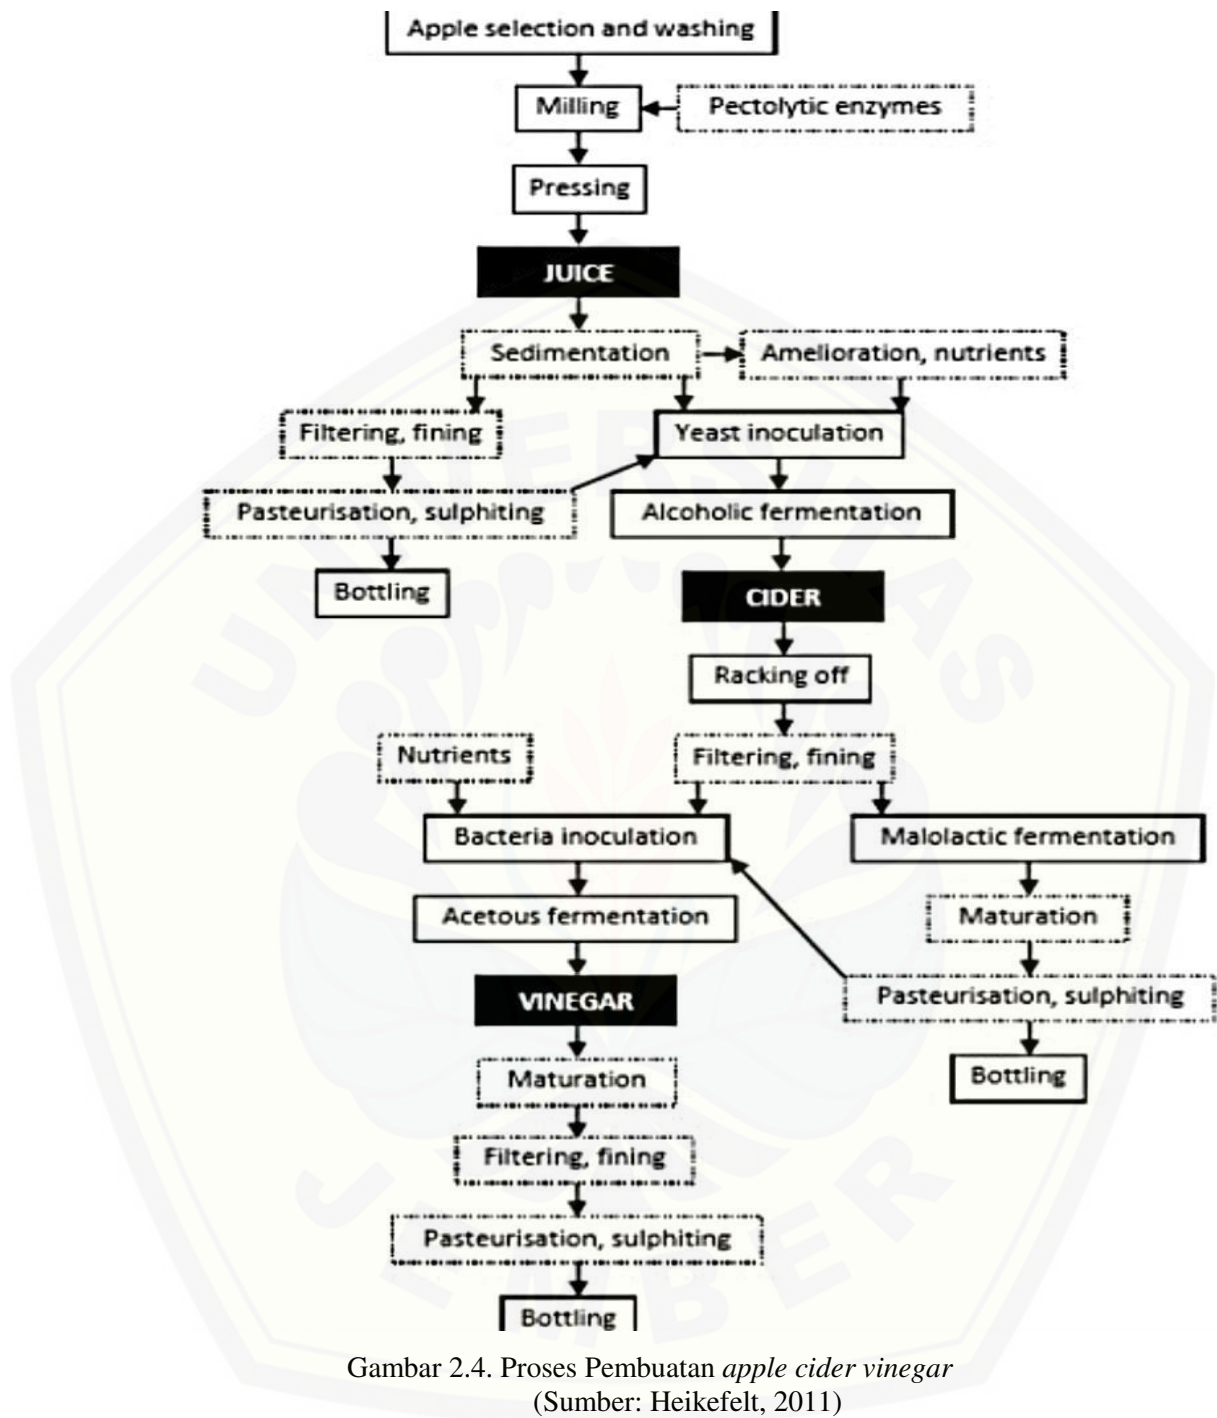 Apple selection and washing
Milling
Pectolytic enzymes
Pressing
JUICE
Sedimentation
Amelioration, nutrients
Filtering, fining
Yeast inoculation
Pasteurisation, sulphiting
Alcoholic fermentation
Bottling
CIDER
Racking off
Nutrients
Filtering, fining
Bacteria inoculation
Malolactic fermentation
Acetous fermentation
Maturation
VINEGAR
Pasteurisation, sulphiting
Maturation
Bottling
Filtering, fining
Pasteurisation, sulphiting
Bottling
Gambar 2.4. Proses Pembuatan apple cider vinegar
(Sumber: Heikefelt, 2011)
UNIVERSITAS
JEMBER